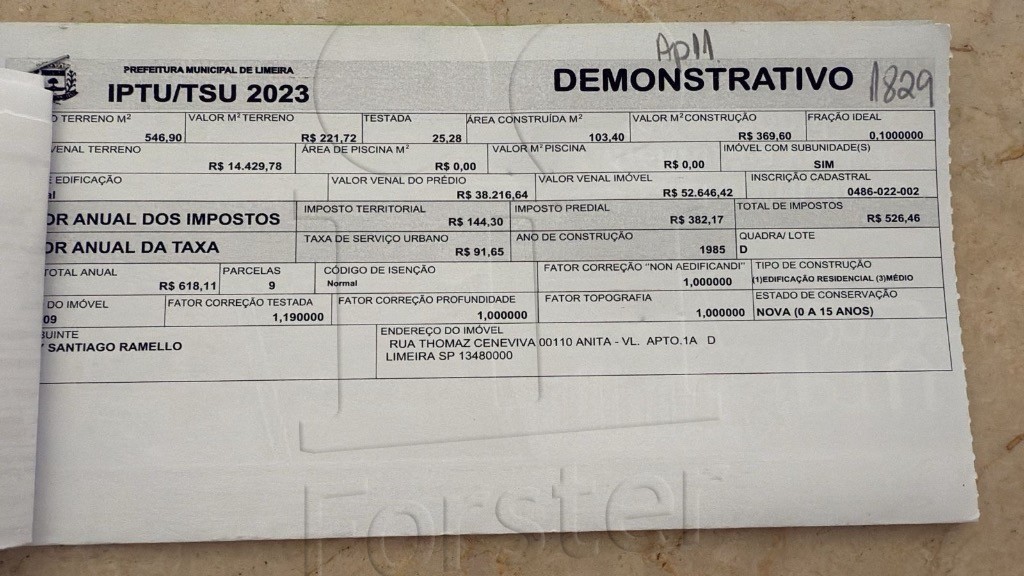 Ap11
11829
PREFEITURA MUNICIPAL DE LIMEIRA
IPTU/TSU 2023
DEMONSTRATIVO
O TERRENO M² VALOR M² TERRENO TESTADA ÁREA CONSTRUÍDA M² VALOR M² CONSTRUÇÃO FRAÇÃO IDEAL
546,90 R$ 221,72 25,28 103,40 R$ 369,60 0,1000000
VENAL TERRENO ÁREA DE PISCINA M² VALOR M² PISCINA IMÓVEL COM SUBUNIDADE(S)
R$ 14.429,78 R$ 0,00 R$ 0,00 SIM
EDIFICAÇÃO VALOR VENAL DO PRÉDIO VALOR VENAL IMÓVEL INSCRIÇÃO CADASTRAL
al R$ 38.216,64 R$ 52.646,42 0486-022-002
OR ANUAL DOS IMPOSTOS IMPOSTO TERRITORIAL IMPOSTO PREDIAL TOTAL DE IMPOSTOS
R$ 144,30 R$ 382,17 R$ 526,46
OR ANUAL DA TAXA TAXA DE SERVIÇO URBANO ANO DE CONSTRUÇÃO QUADRA/ LOTE
R$ 91,65 1985 D
TOTAL ANUAL PARCELAS CÓDIGO DE ISENÇÃO FATOR CORREÇÃO "NON AEDIFICANDI" TIPO DE CONSTRUÇÃO
R$ 618,11 9 Normal 1,000000 (1)EDIFICAÇÃO RESIDENCIAL (3)MÉDIO
DO IMÓVEL FATOR CORREÇÃO TESTADA FATOR CORREÇÃO PROFUNDIDADE FATOR TOPOGRAFIA ESTADO DE CONSERVAÇÃO
09 1,190000 1,000000 1,000000 NOVA (0 A 15 ANOS)
BUINTE ENDEREÇO DO IMÓVEL
Y SANTIAGO RAMELLO RUA THOMAZ CENEVIVA 00110 ANITA - VL. APTO.1A D
LIMEIRA SP 13480000
Forster